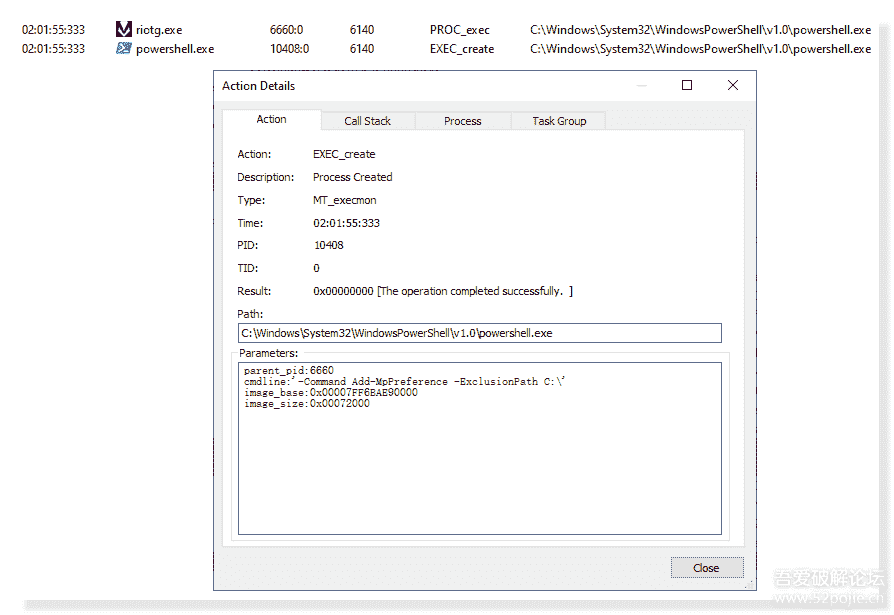 02:01:55:333 riotg.exe 6660:0 6140 PROC_exec C:\Windows\System32\WindowsPowerShell\v1.0\powershell.exe
02:01:55:333 powershell.exe 10408:0 6140 EXEC_create C:\Windows\System32\WindowsPowerShell\v1.0\powershell.exe
Action Details
Action Call Stack Process Task Group
Action: EXEC_create
Description: Process Created
Type: MT_execmon
Time: 02:01:55:333
PID: 10408
TID: 0
Result: 0x00000000 [The operation completed successfully. ]
Path:
C:\Windows\System32\WindowsPowerShell\v1.0\powershell.exe
Parameters:
parent_pid:6660
cmdline:'-Command Add-MpPreference -ExclusionPath C:\'
image_base:0x00007FF6BAE90000
image_size:0x00072000
Close
吾爱破解论坛
www.52pojie.cn